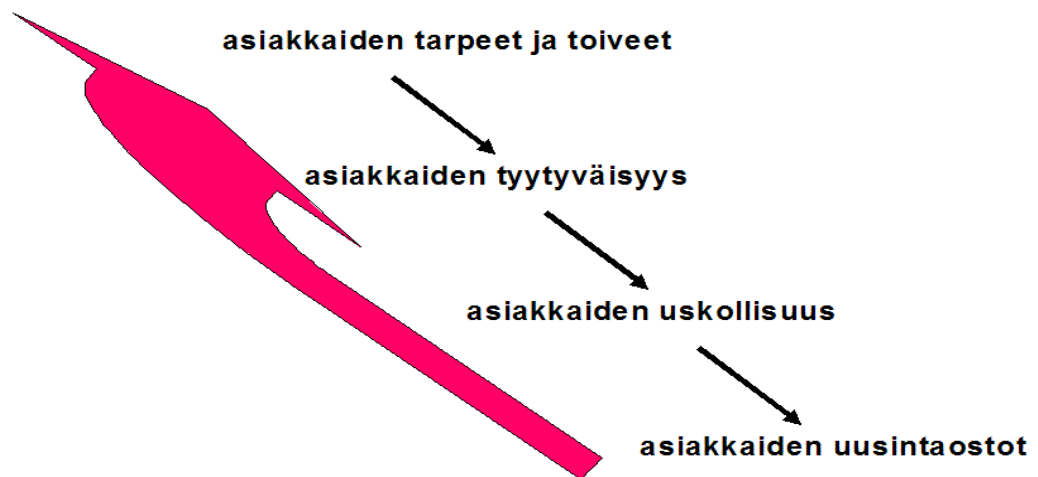 asiakkaiden tarpeet ja toiveet
asiakkaiden tyytyväisyys
asiakkaiden uskollisuus
asiakkaiden uusintaostot